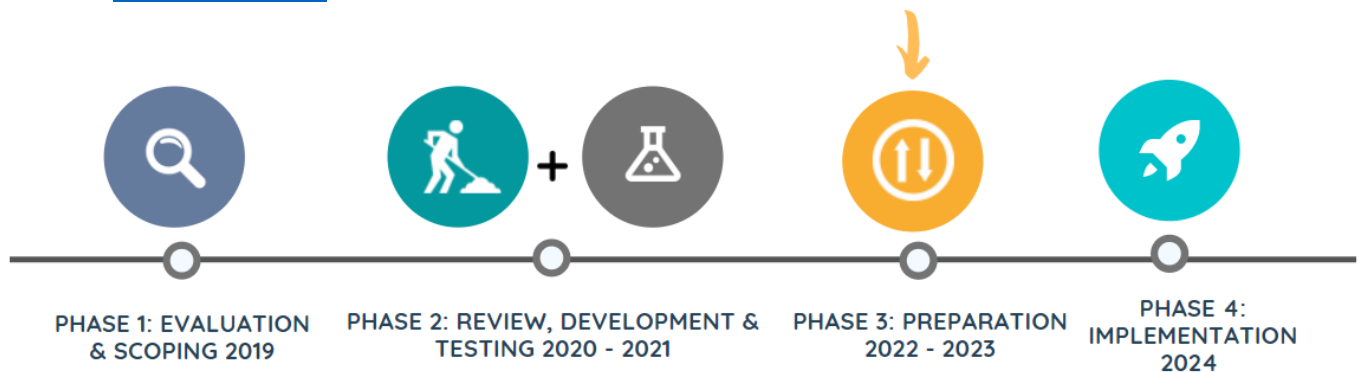 PHASE 1: EVALUATION
& SCOPING 2019
PHASE 2: REVIEW, DEVELOPMENT &
TESTING 2020 - 2021
PHASE 3: PREPARATION
2022 - 2023
PHASE 4:
IMPLEMENTATION
2024